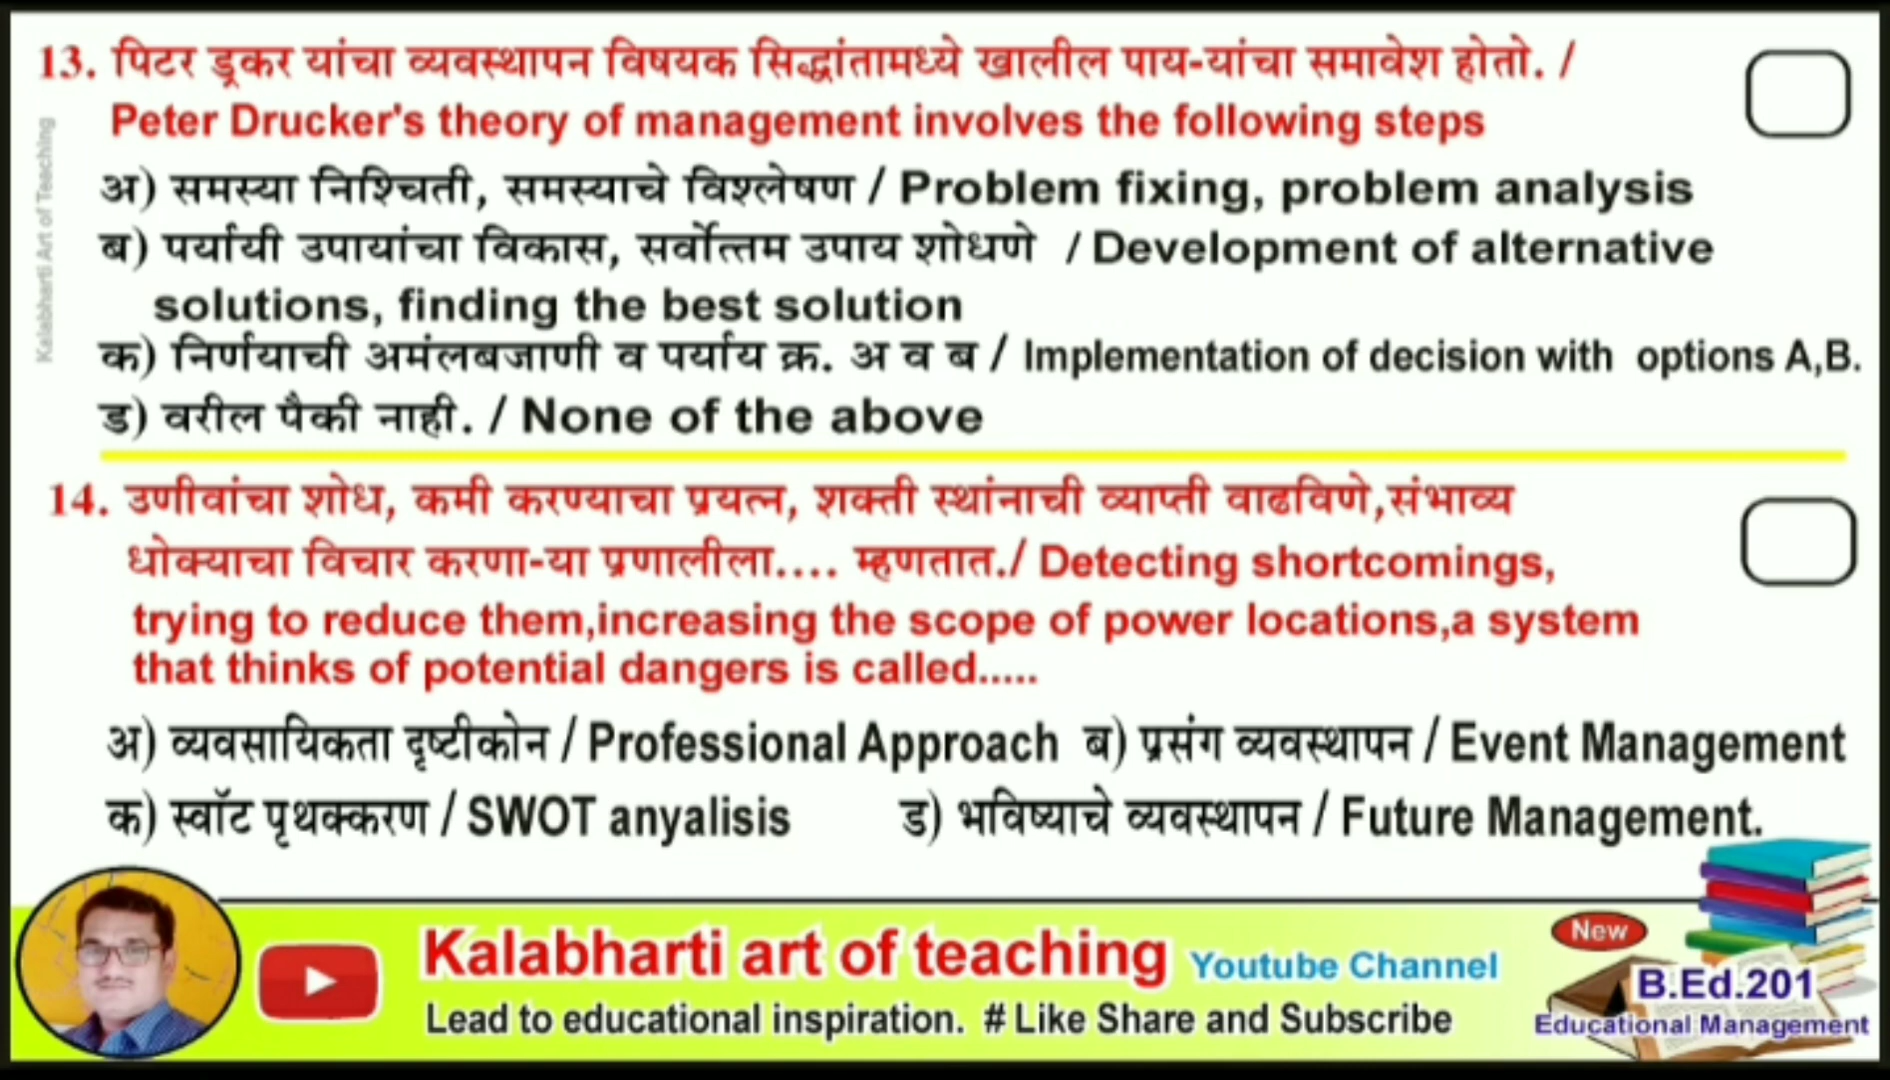 13. पिटर ड्रकर यांचा व्यवस्थापन विषयक सिद्धांतामध्ये खालील पाय-यांचा समावेश होतो. /
Peter Drucker's theory of management involves the following steps
अ) समस्या निश्चिती, समस्याचे विश्लेषण / Problem fixing, problem analysis
ब) पर्यायी उपायांचा विकास, सर्वोत्तम उपाय शोधणे / Development of alternative
solutions, finding the best solution
क) निर्णयाची अमंलबजाणी व पर्याय क्र. अ व ब / Implementation of decision with options A,B.
ड) वरील पैकी नाही. / None of the above
Kalabharti Art of Teaching
14. उणीवांचा शोध, कमी करण्याचा प्रयत्न, शक्ती स्थांनाची व्याप्ती वाढविणे,संभाव्य
धोक्याचा विचार करणा-या प्रणालीला.... म्हणतात./ Detecting shortcomings,
trying to reduce them,increasing the scope of power locations,a system
that thinks of potential dangers is called.....
अ) व्यवसायिकता दृष्टीकोन / Professional Approach ब) प्रसंग व्यवस्थापन / Event Management
क) स्वॉट पृथक्करण / SWOT anyalisis ड) भविष्याचे व्यवस्थापन / Future Management.
Kalabharti art of teaching Youtube Channel
Lead to educational inspiration. # Like Share and Subscribe
New
B.Ed.201
Educational Management